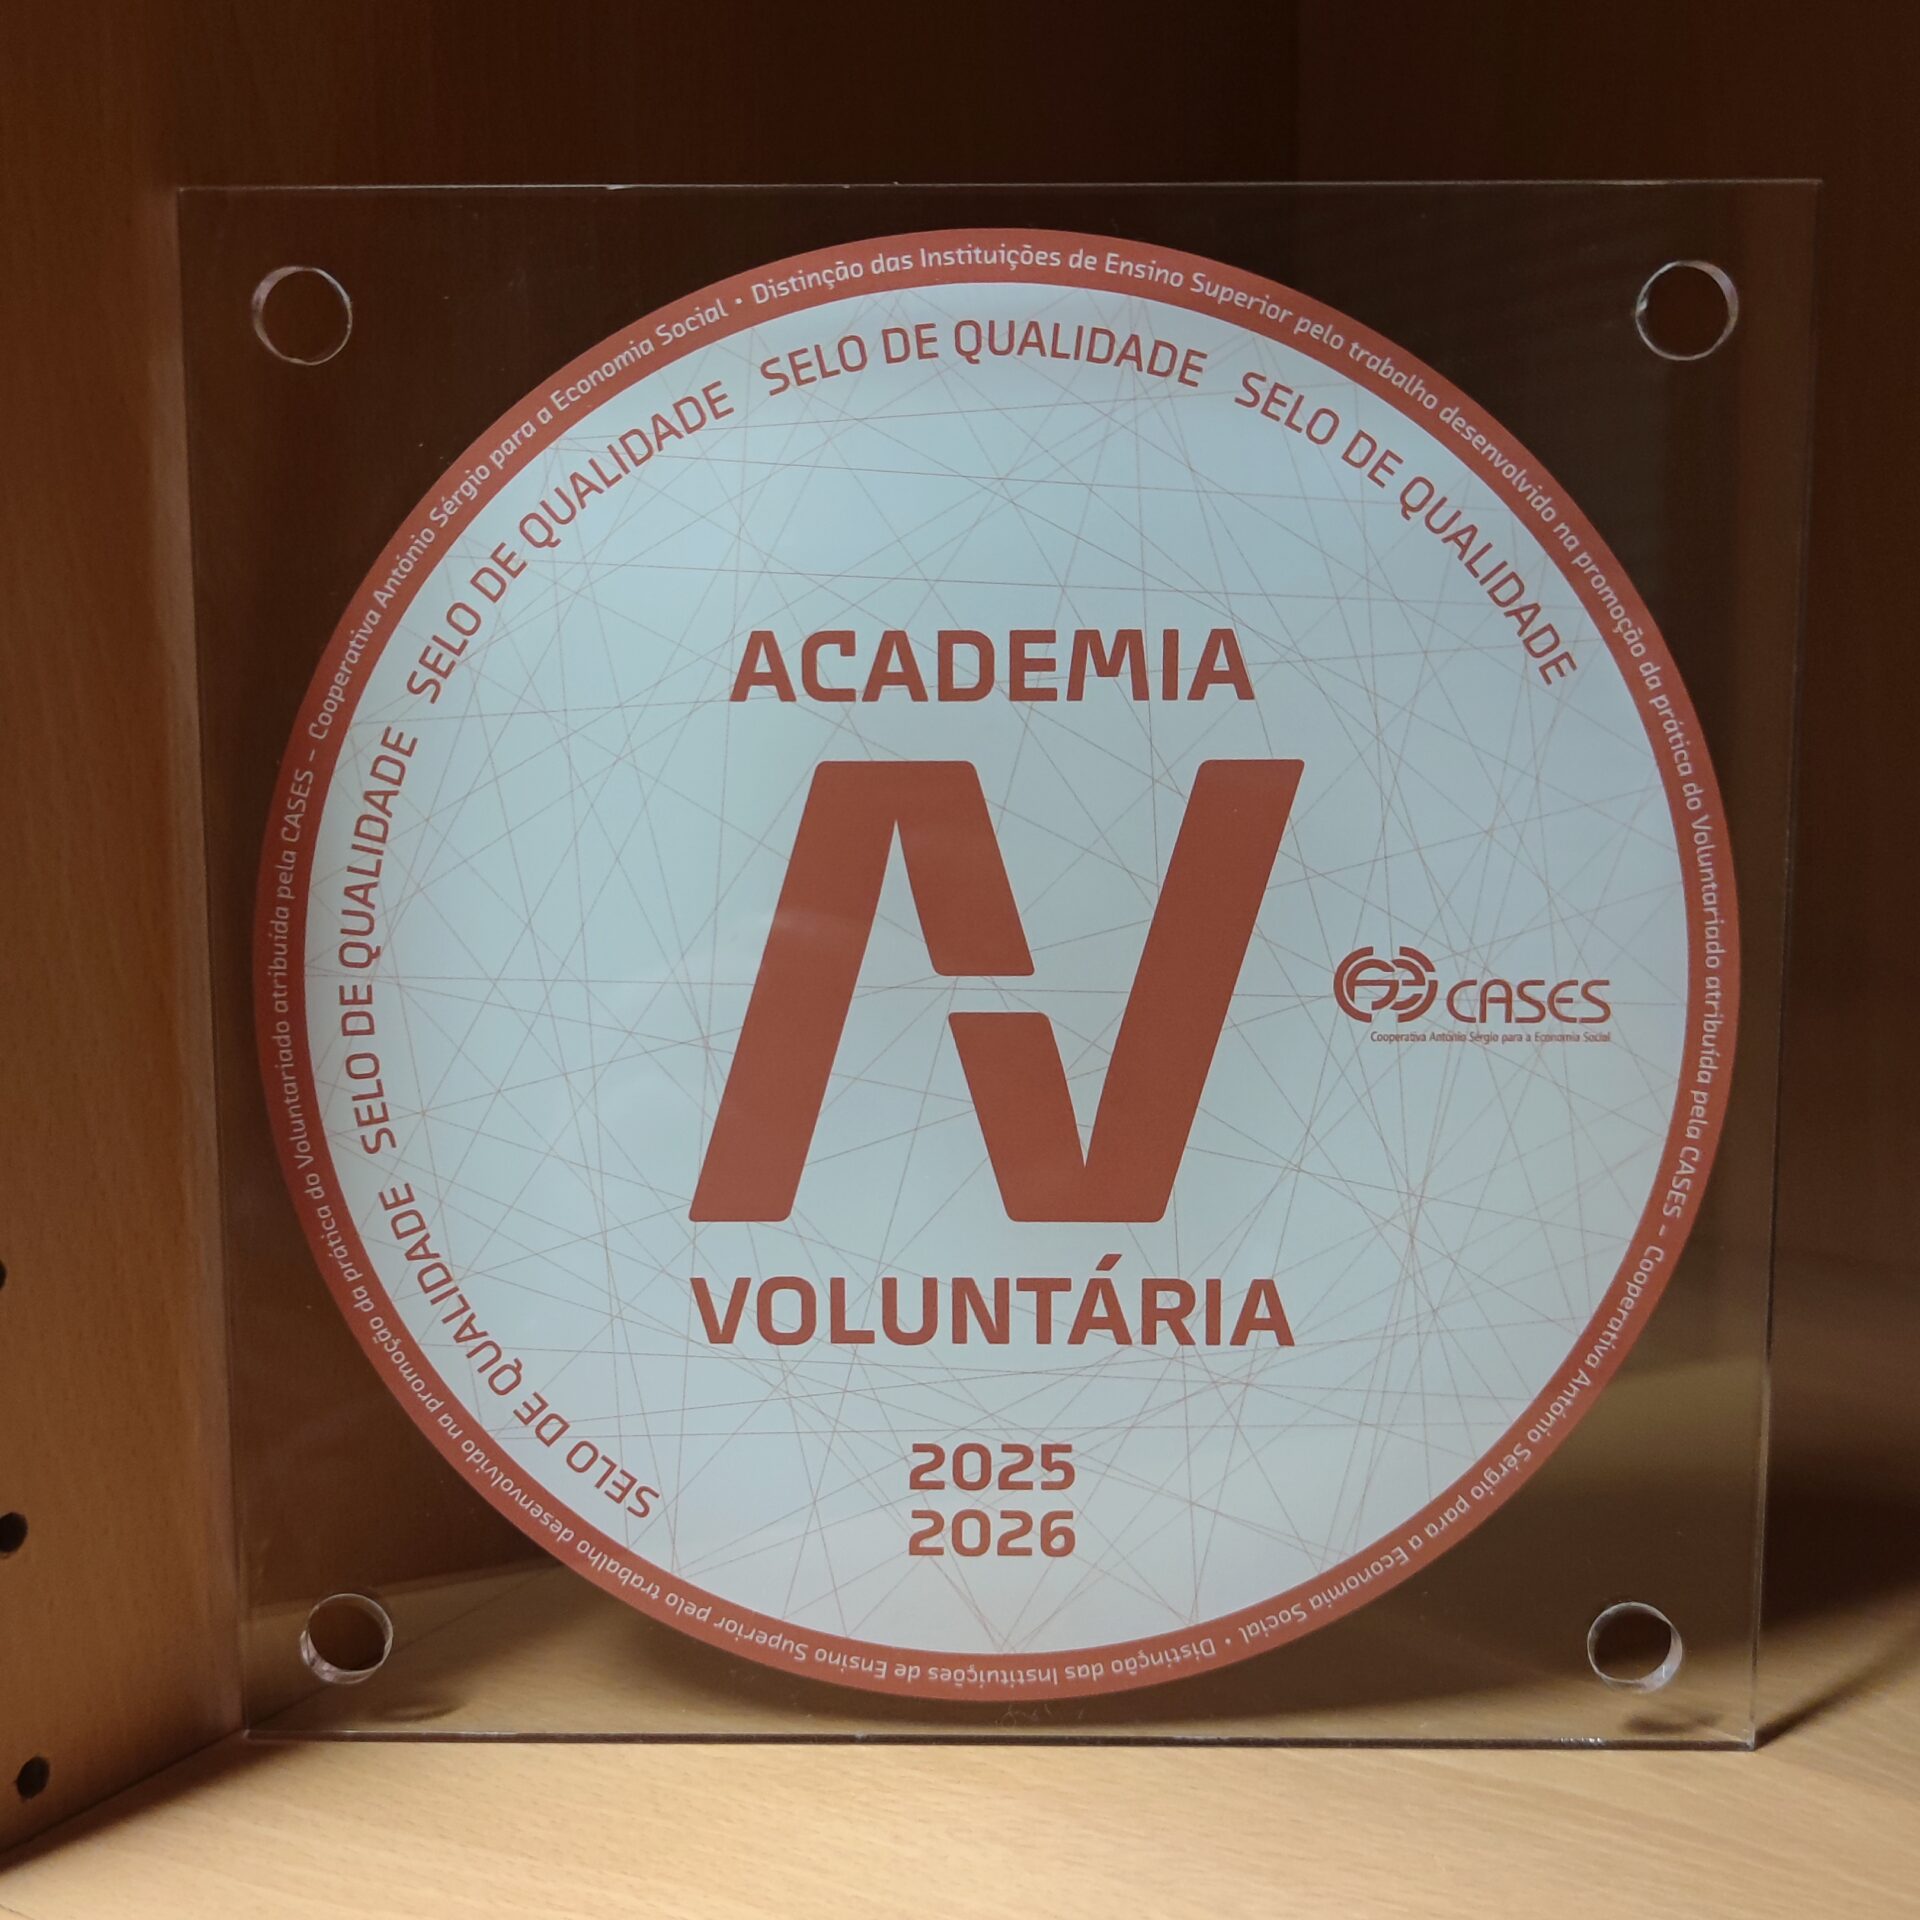 Distinção das Instituições de Ensino Superior pelo trabalho desenvolvido na promoção da prática do Voluntariado atribuída pela CASES – Cooperativa António Sérgio para a Economia Social •
Distinção das Instituições de Ensino Superior pelo trabalho desenvolvido na promoção da prática do Voluntariado atribuída pela CASES – Cooperativa António Sérgio para a Economia Social •
SELO DE QUALIDADE
SELO DE QUALIDADE
SELO DE QUALIDADE
SELO DE QUALIDADE
SELO DE QUALIDADE
ACADEMIA
AV
CASES
Cooperativa António Sérgio para a Economia Social
VOLUNTÁRIA
2025
2026